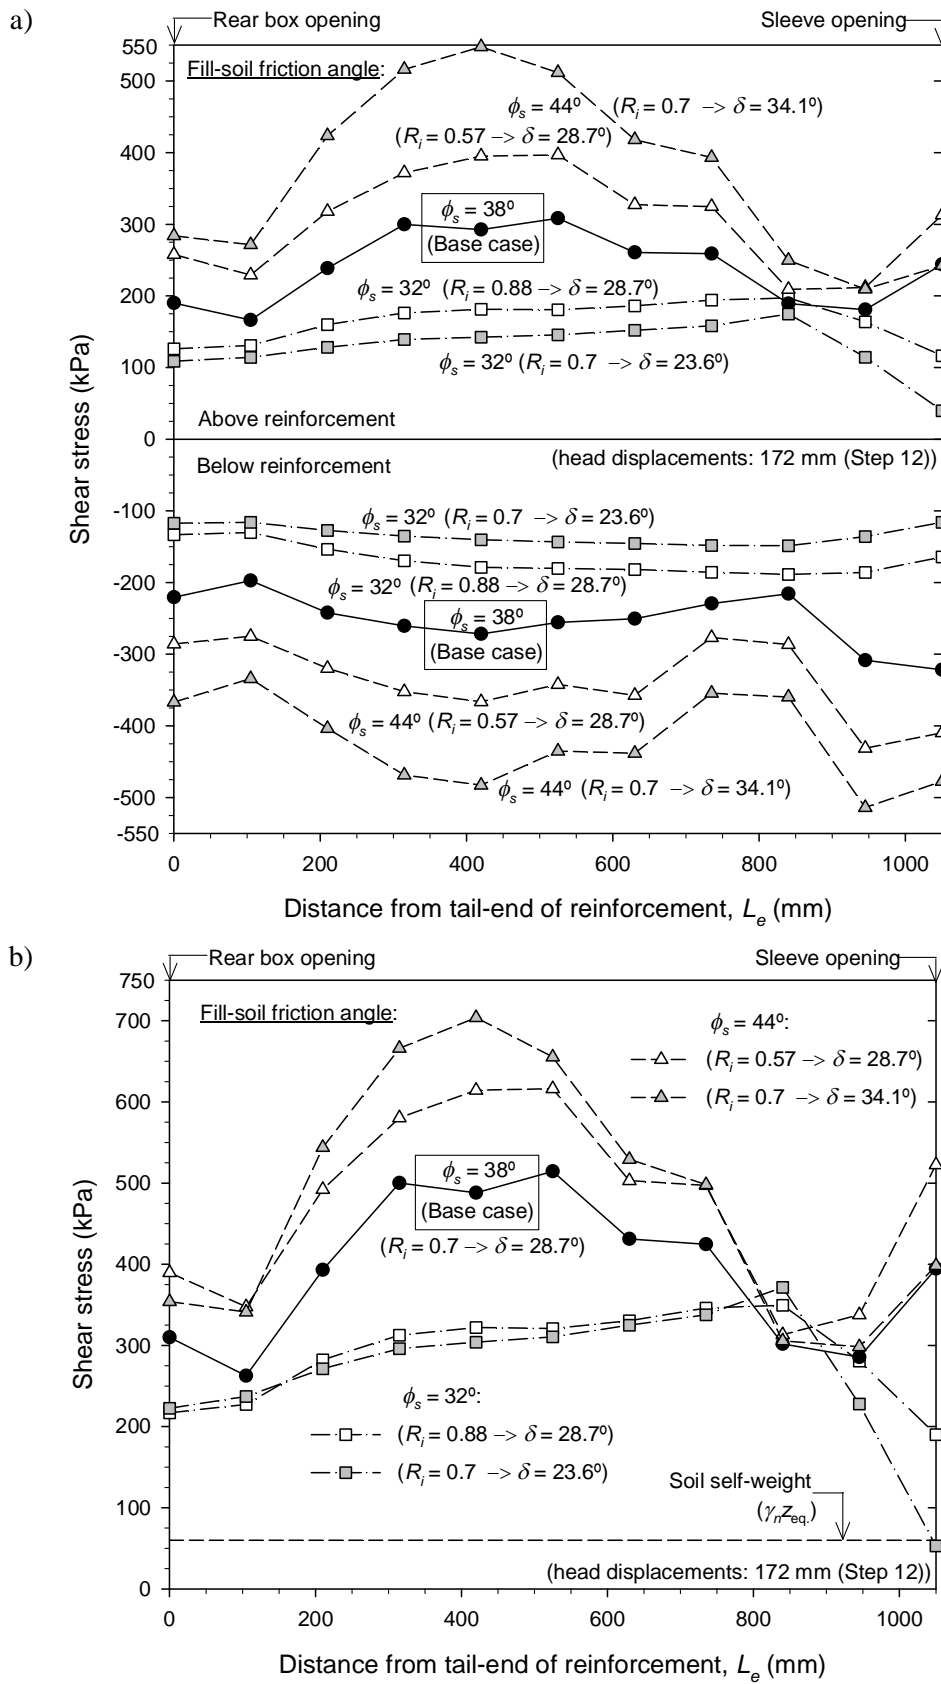 a)
Rear box opening
Sleeve opening
Fill-soil friction angle:
ϕs = 44º (Ri = 0.7 –> δ = 34.1º)
(Ri = 0.57 –> δ = 28.7º)
ϕs = 38º
(Base case)
ϕs = 32º (Ri = 0.88 –> δ = 28.7º)
ϕs = 32º (Ri = 0.7 –> δ = 23.6º)
Above reinforcement
Below reinforcement
(head displacements: 172 mm (Step 12))
ϕs = 32º (Ri = 0.7 –> δ = 23.6º)
ϕs = 32º (Ri = 0.88 –> δ = 28.7º)
ϕs = 38º
(Base case)
ϕs = 44º (Ri = 0.57 –> δ = 28.7º)
ϕs = 44º (Ri = 0.7 –> δ = 34.1º)
550
500
400
300
200
100
0
-100
-200
-300
-400
-500
-550
Shear stress (kPa)
0 200 400 600 800 1000
Distance from tail-end of reinforcement, Le (mm)
b)
Rear box opening
Sleeve opening
Fill-soil friction angle:
ϕs = 44º:
(Ri = 0.57 –> δ = 28.7º)
(Ri = 0.7 –> δ = 34.1º)
ϕs = 38º
(Base case)
(Ri = 0.7 –> δ = 28.7º)
ϕs = 32º:
(Ri = 0.88 –> δ = 28.7º)
(Ri = 0.7 –> δ = 23.6º)
Soil self-weight
(γnzeq.)
(head displacements: 172 mm (Step 12))
750
700
600
500
400
300
200
100
0
Shear stress (kPa)
0 200 400 600 800 1000
Distance from tail-end of reinforcement, Le (mm)